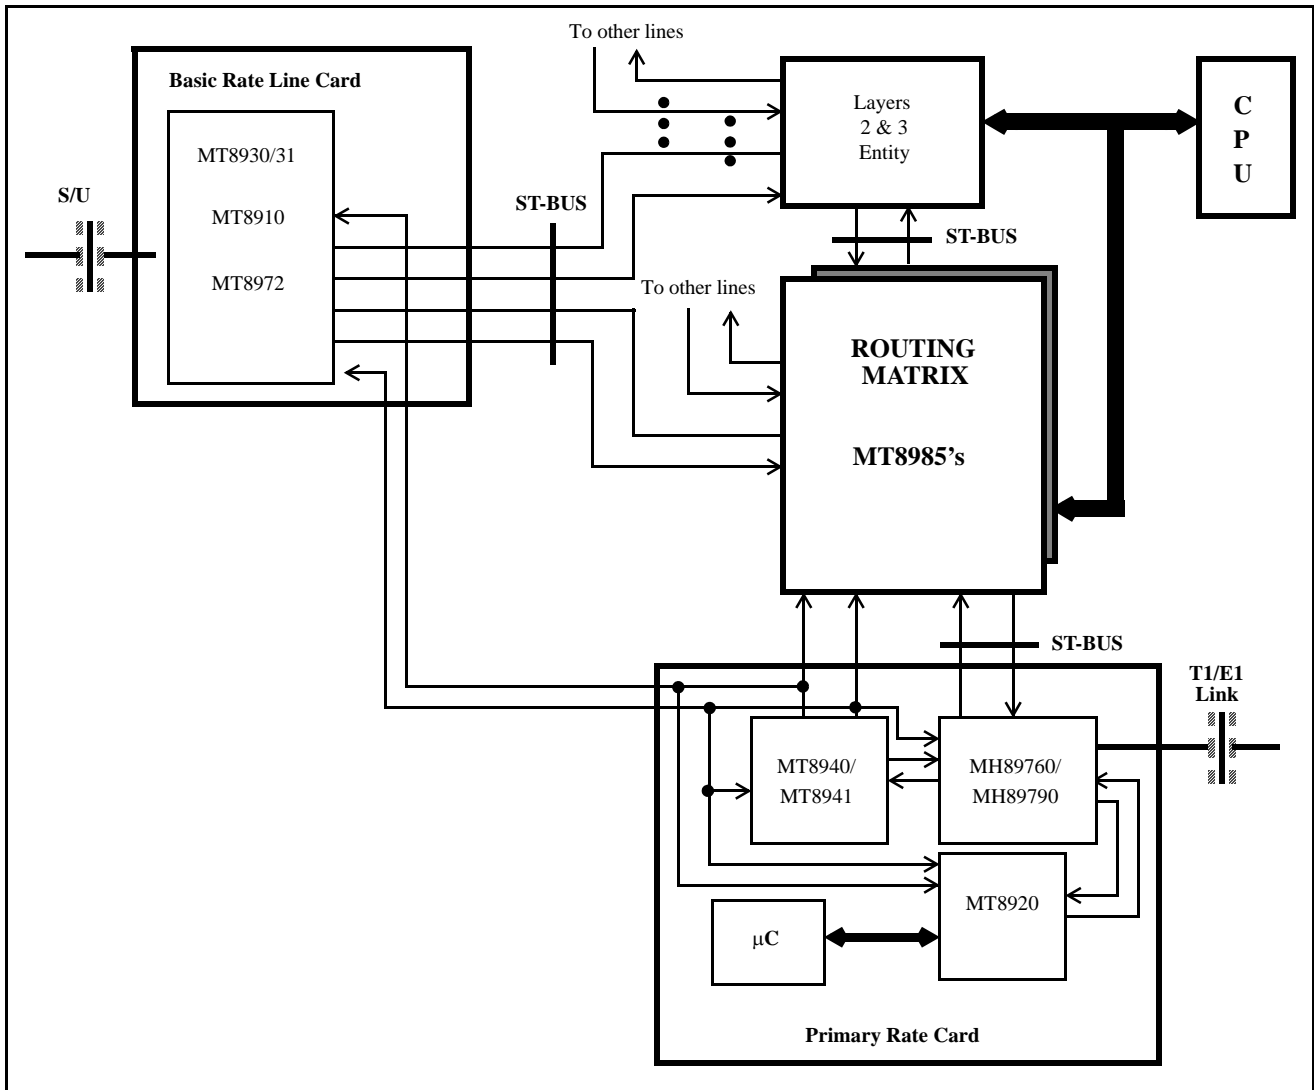 To other lines
Basic Rate Line Card
MT8930/31
MT8910
MT8972
S/U
ST-BUS
Layers
2 & 3
Entity
C
P
U
ST-BUS
To other lines
ROUTING
MATRIX
MT8985's
ST-BUS
T1/E1
Link
MT8940/
MT8941
MH89760/
MH89790
MT8920
μC
Primary Rate Card